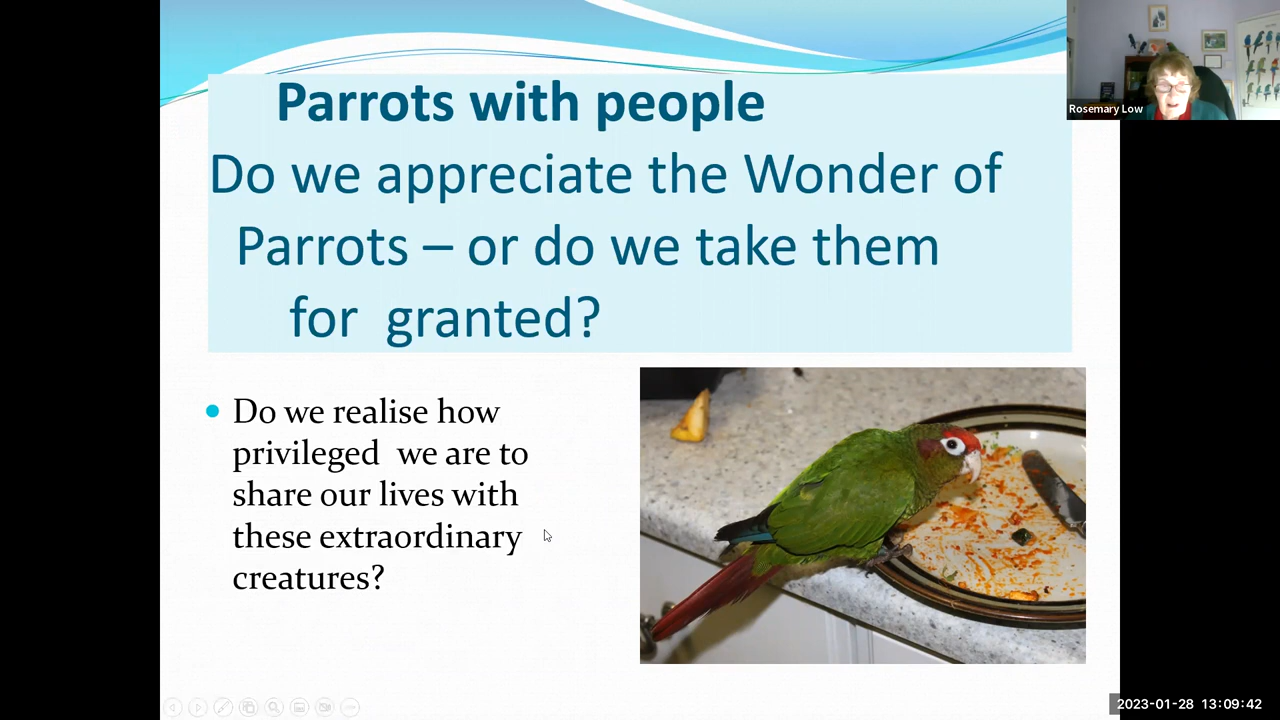 Parrots with people
Do we appreciate the Wonder of
Parrots – or do we take them
for granted?
Do we realise how
privileged we are to
share our lives with
these extraordinary
creatures?
Rosemary Low
2023-01-28 13:09:42